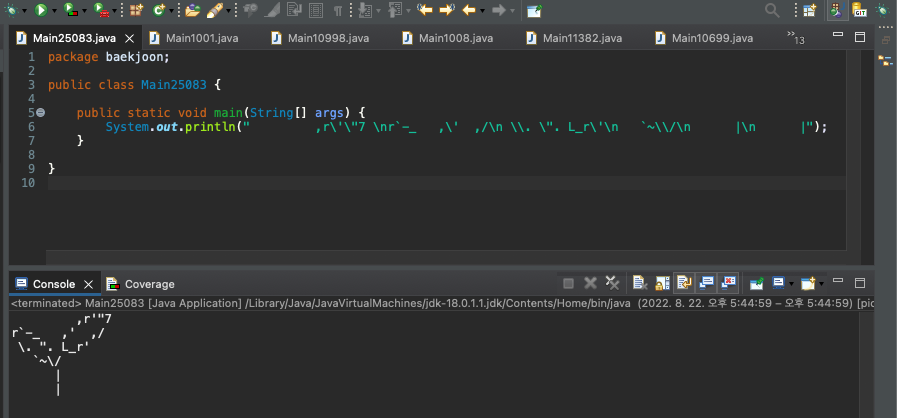 Main25083.java Main1001.java Main10998.java Main1008.java Main11382.java Main10699.java »13
1 package baekjoon;
2
3 public class Main25083 {
4
5 public static void main(String[] args) {
6 System.out.println("         ,r\'\"7 \nr`-_   ,\'  ,/\n \\. \". L_r\'\n   `~\\/\n      |\n      |");
7 }
8
9 }
10
Console Coverage
<terminated> Main25083 [Java Application] /Library/Java/JavaVirtualMachines/jdk-18.0.1.1.jdk/Contents/Home/bin/java (2022. 8. 22. 오후 5:44:59 – 오후 5:44:59) [pic
         ,r'"7
r`-_   ,'  ,/
 \. ". L_r'
   `~\/
      |
      |